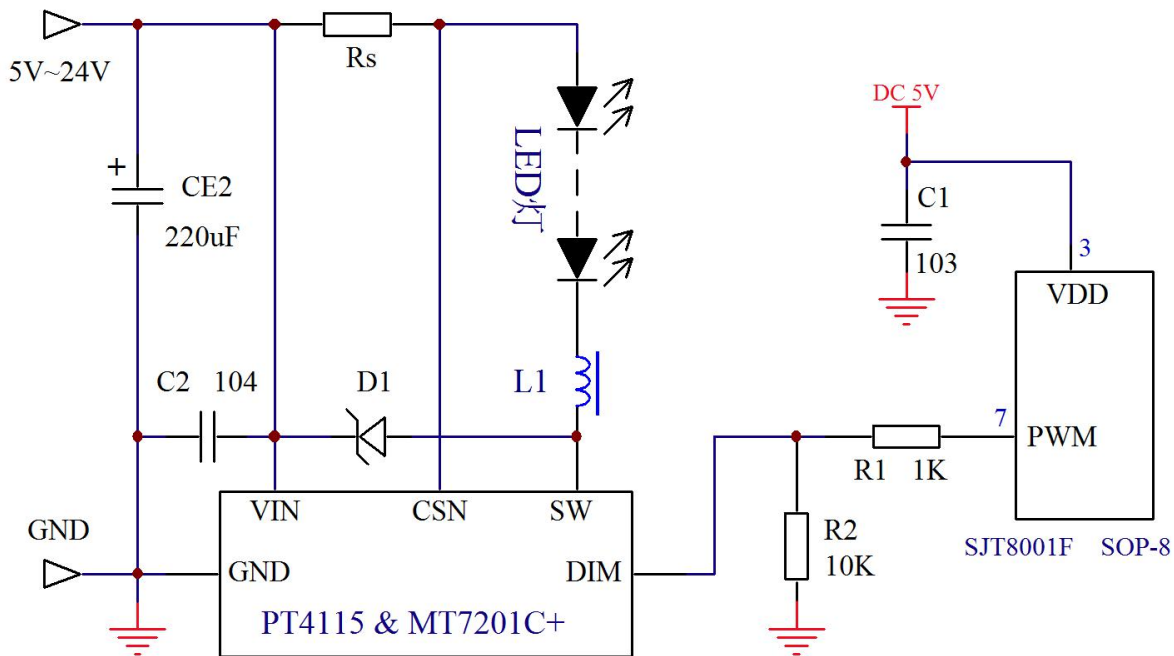 5V~24V
Rs
DC 5V
+
CE2
220uF
LED灯
C1
103
3
VDD
C2 104
D1
L1
7
PWM
R1 1K
VIN
CSN
SW
GND
GND
DIM
R2
10K
SJT8001F SOP-8
PT4115 & MT7201C+